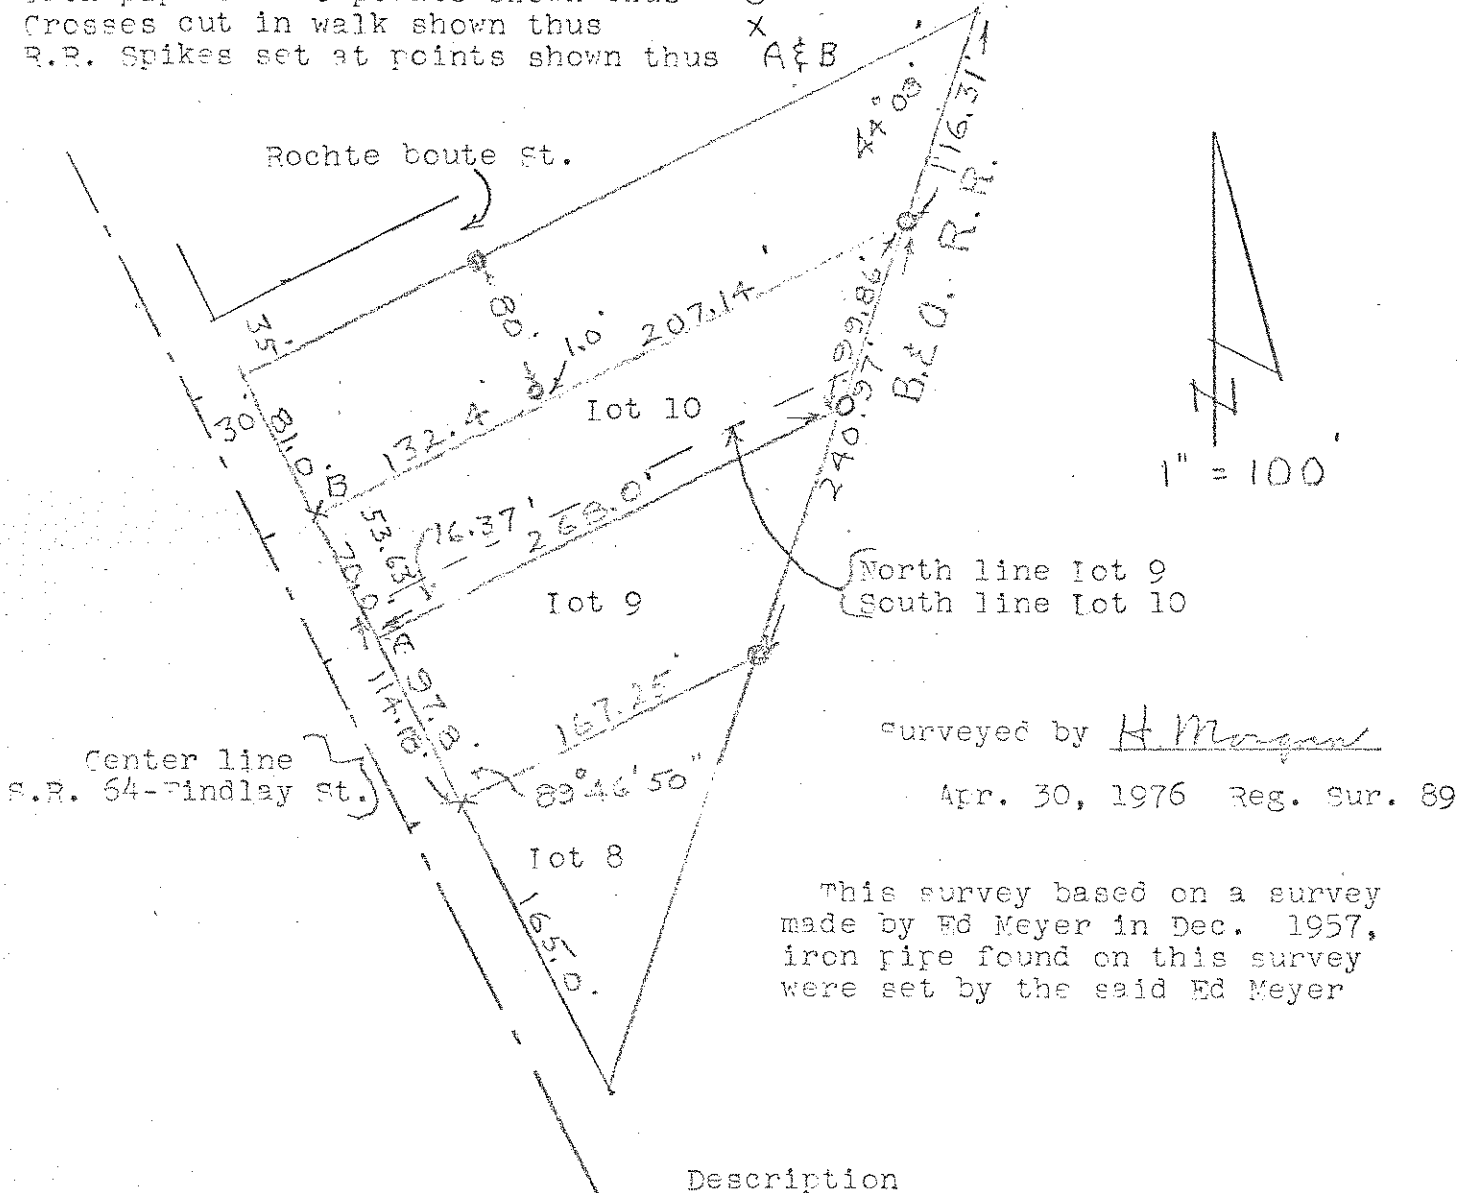 points shown thus
Crosses cut in walk shown thus X
R.R. Spikes set at points shown thus A & B
Rochte boute St.
116.31'
B.&O. R.R.
35'
80'
1.0'
207.14'
199.86'
240.97'
30'
81.0'
B
132.4'
Lot 10
1" = 100'
N
53.63'
16.37'
268.0'
70.0'
North line Lot 9
South line Lot 10
Lot 9
97.8'
114.18'
167.25'
89°46'50"
Center line
S.R. 64-Findlay St.
Surveyed by H. Morgan
Apr. 30, 1976 Reg. Sur. 89
Lot 8
165.0'
This survey based on a survey
made by Ed Meyer in Dec. 1957,
iron pipe found on this survey
were set by the said Ed Meyer
Description